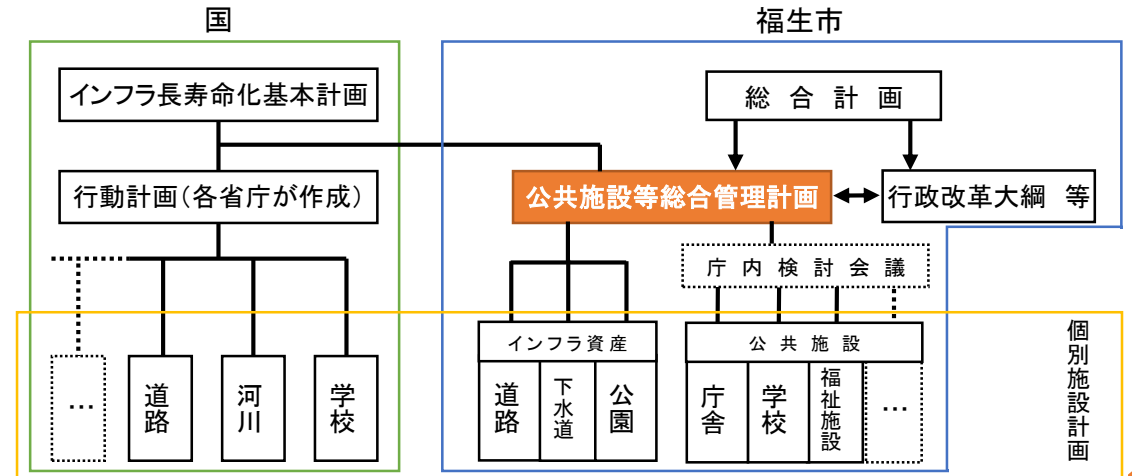 国
福生市
インフラ長寿命化基本計画
総合計画
行動計画(各省庁が作成)
公共施設等総合管理計画
行政改革大綱 等
庁内検討会議
インフラ資産
公共施設
個別施設計画
…
道路
河川
学校
道路
下水道
公園
庁舎
学校
福祉施設
…